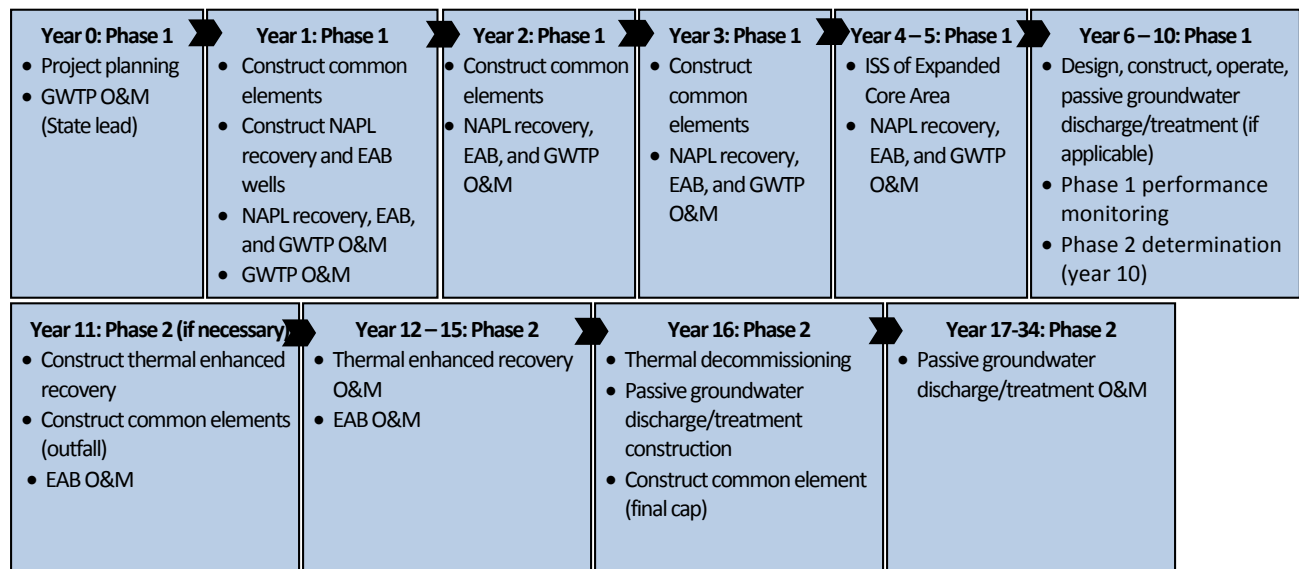 Year 0: Phase 1
• Project planning
• GWTP O&M
(State lead)
Year 1: Phase 1
• Construct common
elements
• Construct NAPL
recovery and EAB
wells
• NAPL recovery, EAB,
and GWTP O&M
• GWTP O&M
Year 2: Phase 1
• Construct common
elements
• NAPL recovery,
EAB, and GWTP
O&M
Year 3: Phase 1
• Construct
common
elements
• NAPL recovery,
EAB, and GWTP
O&M
Year 4 – 5: Phase 1
• ISS of Expanded
Core Area
• NAPL recovery,
EAB, and GWTP
O&M
Year 6 – 10: Phase 1
• Design, construct, operate,
passive groundwater
discharge/treatment (if
applicable)
• Phase 1 performance
monitoring
• Phase 2 determination
(year 10)
Year 11: Phase 2 (if necessary)
• Construct thermal enhanced
recovery
• Construct common elements
(outfall)
• EAB O&M
Year 12 – 15: Phase 2
• Thermal enhanced recovery
O&M
• EAB O&M
Year 16: Phase 2
• Thermal decommissioning
• Passive groundwater
discharge/treatment
construction
• Construct common element
(final cap)
Year 17-34: Phase 2
• Passive groundwater
discharge/treatment O&M